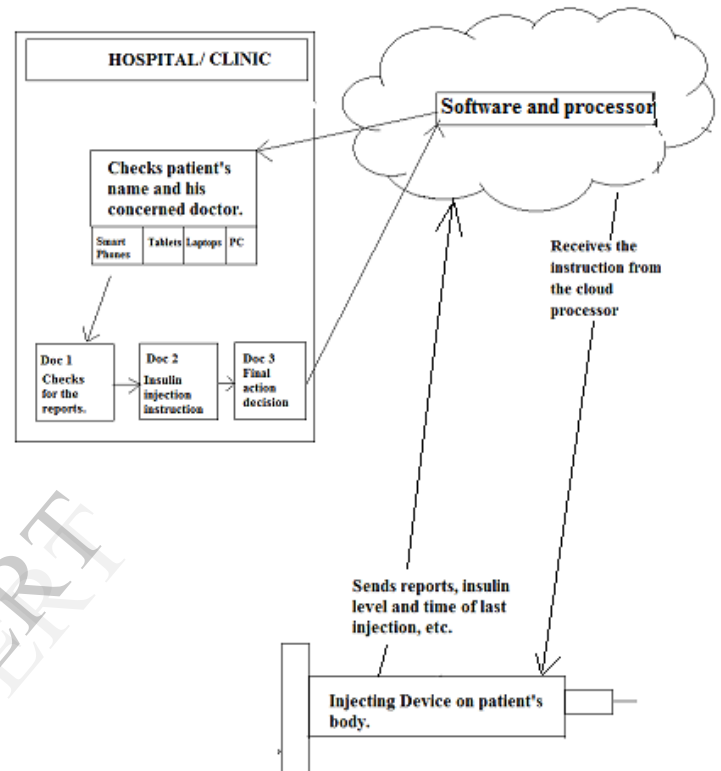 HOSPITAL/ CLINIC
Software and processor
Checks patient's
name and his
concerned doctor.
Smart
Phones
Tablets
Laptops
PC
Receives the
instruction from
the cloud
processor
Doc 1
Checks
for the
reports.
Doc 2
Insulin
injection
instruction
Doc 3
Final
action
decision
Sends reports, insulin
level and time of last
injection, etc.
Injecting Device on patient's
body.
ERT